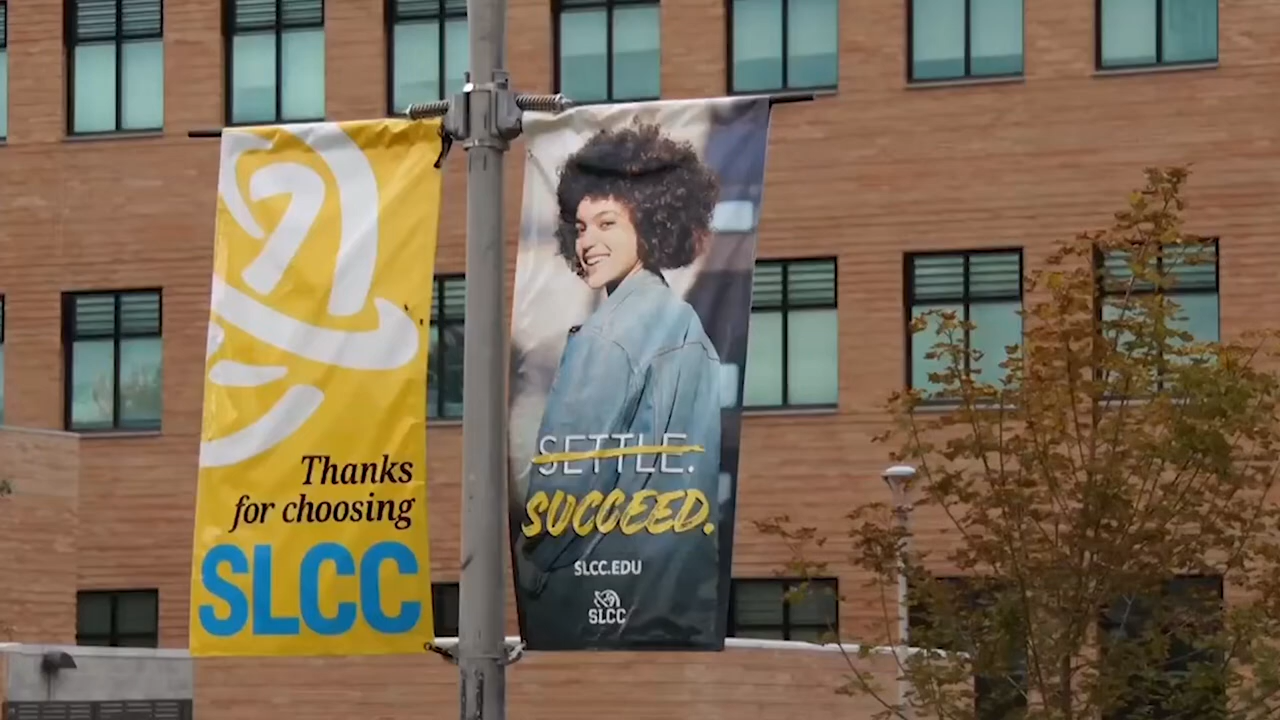 Thanks
for choosing
SLCC
SETTLE.
SUCCEED.
SLCC.EDU
SLCC